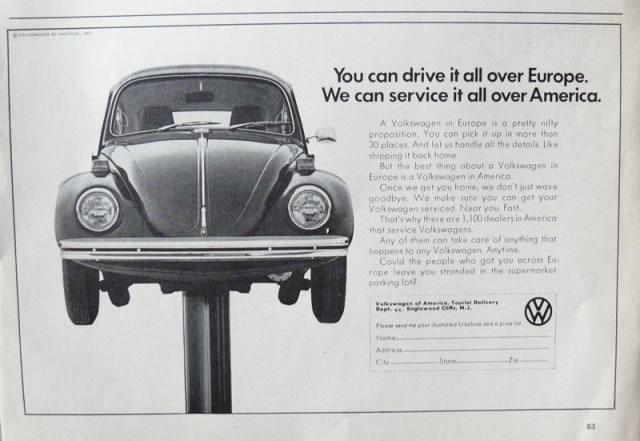 © VOLKSWAGEN OF AMERICA, INC.
You can drive it all over Europe.
We can service it all over America.
A Volkswagen in Europe is a pretty nifty
proposition. You can pick it up in more than
30 places. And let us handle all the details. Like
shipping it back home.
But the best thing about a Volkswagen in
Europe is a Volkswagen in America.
Once we get you home, we don't just wave
goodbye. We make sure you can get your
Volkswagen serviced. Near you. Fast.
That's why there are 1,100 dealers in America
that service Volkswagens.
Any of them can take care of anything that
happens to any Volkswagen. Anytime.
Could the people who got you across Eu-
rope leave you stranded in the supermarket
parking lot?
Volkswagen of America, Tourist Delivery
Dept. VC. Englewood Cliffs, N.J.
Please send me your illustrated brochure and a price list.
Name
Address
City State Zip
83